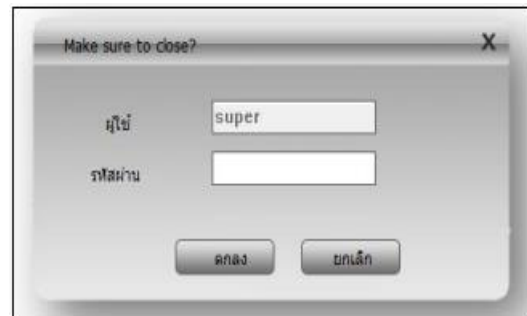 Make sure to close? X
ผู้ใช้ super
รหัสผ่าน
ตกลง ยกเลิก